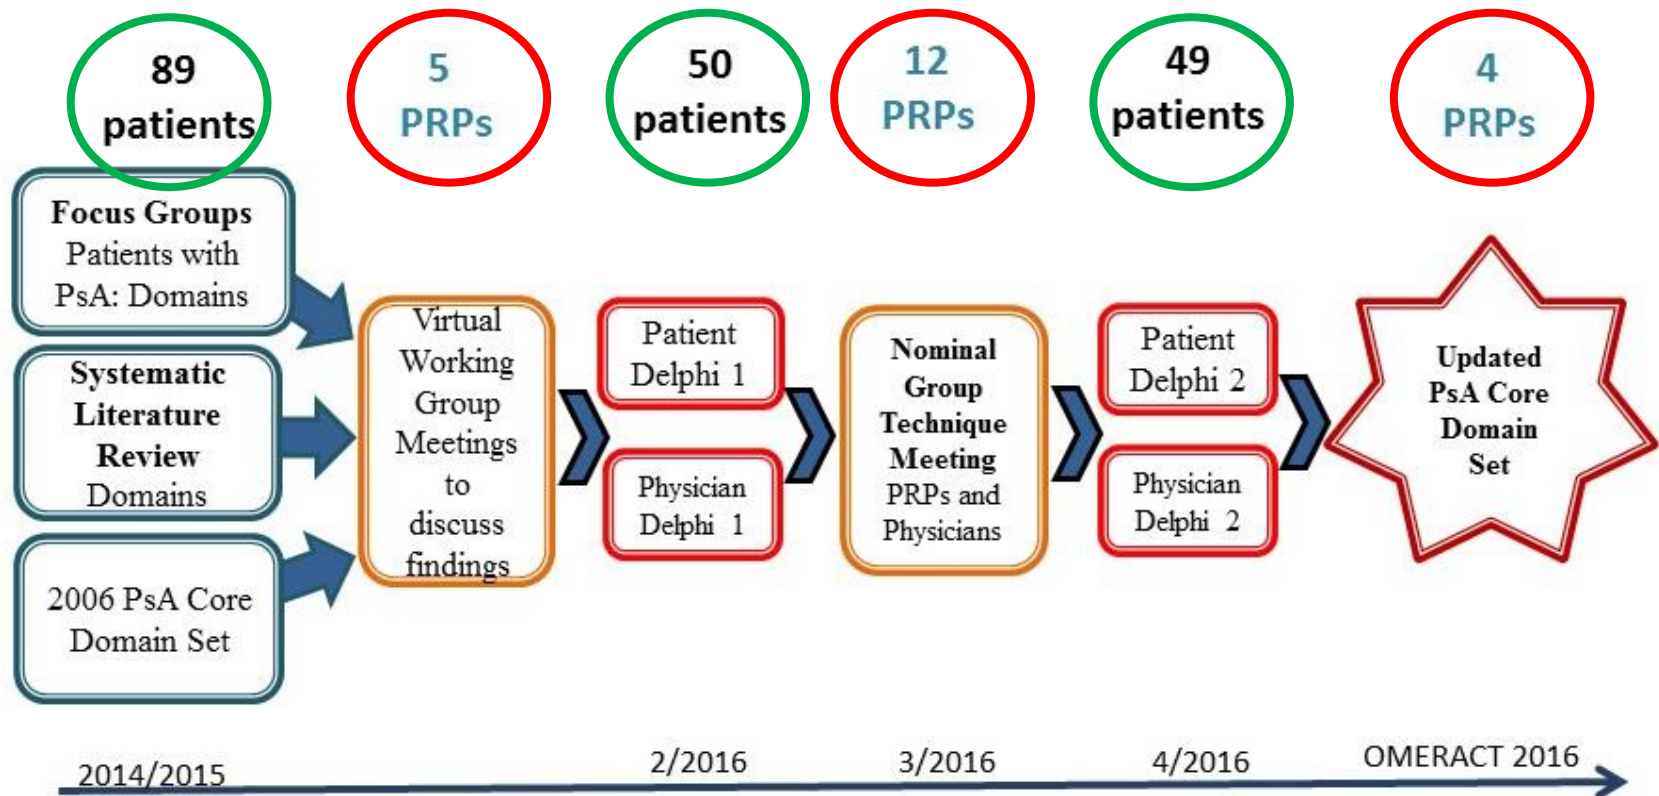 89
patients
5
PRPs
50
patients
12
PRPs
49
patients
4
PRPs
Focus Groups
Patients with
PsA: Domains
Systematic
Literature
Review
Domains
2006 PsA Core
Domain Set
Virtual
Working
Group
Meetings
to
discuss
findings
Patient
Delphi 1
Physician
Delphi 1
Nominal
Group
Technique
Meeting
PRPs and
Physicians
Patient
Delphi 2
Physician
Delphi 2
Updated
PsA Core
Domain
Set
2014/2015
2/2016
3/2016
4/2016
OMERACT 2016